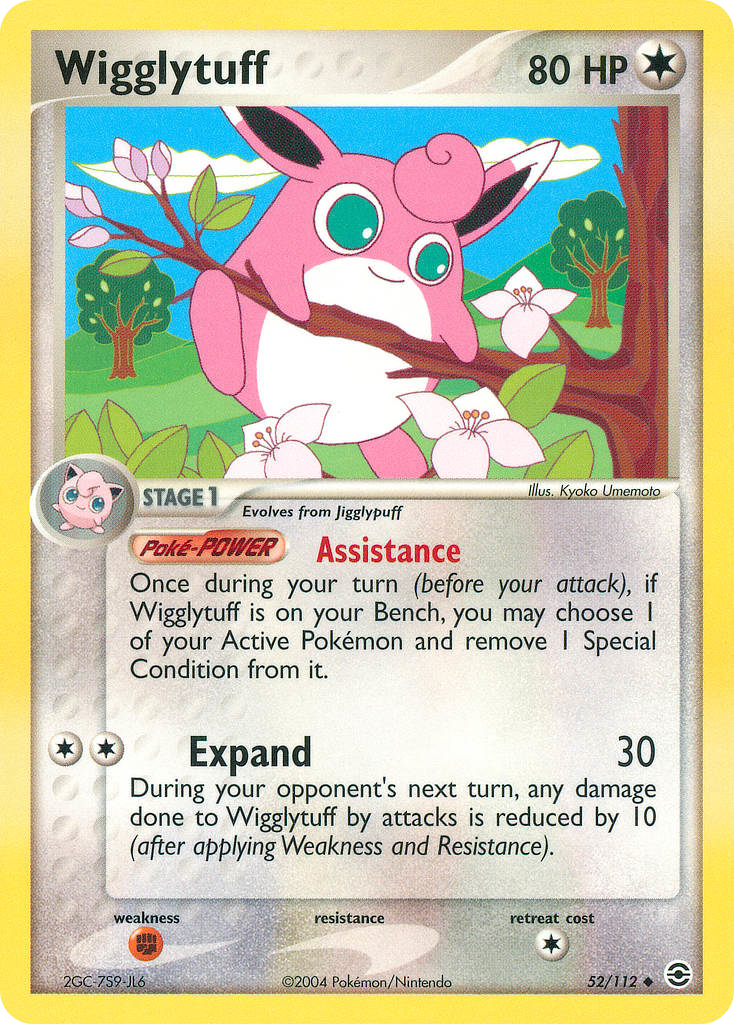 Wigglytuff 80 HP
Illus. Kyoko Umemoto
STAGE 1
Evolves from Jigglypuff
Poké-POWER Assistance
Once during your turn (before your attack), if
Wigglytuff is on your Bench, you may choose 1
of your Active Pokémon and remove 1 Special
Condition from it.
Expand 30
During your opponent's next turn, any damage
done to Wigglytuff by attacks is reduced by 10
(after applying Weakness and Resistance).
weakness resistance retreat cost
2GC-7S9-JL6 ©2004 Pokémon/Nintendo 52/112